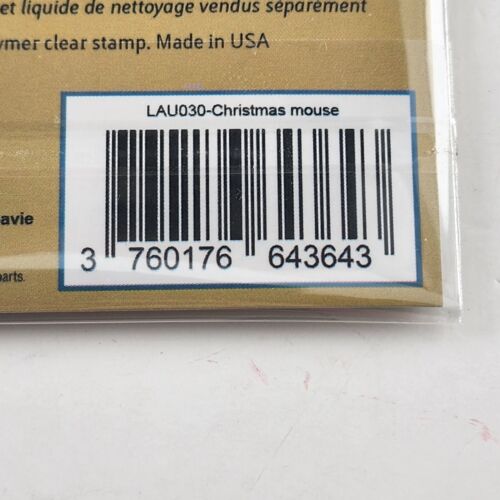 et liquide de nettoyage vendus séparément
ymer clear stamp. Made in USA
LAU030-Christmas mouse
avie
parts.
3 760176 643643